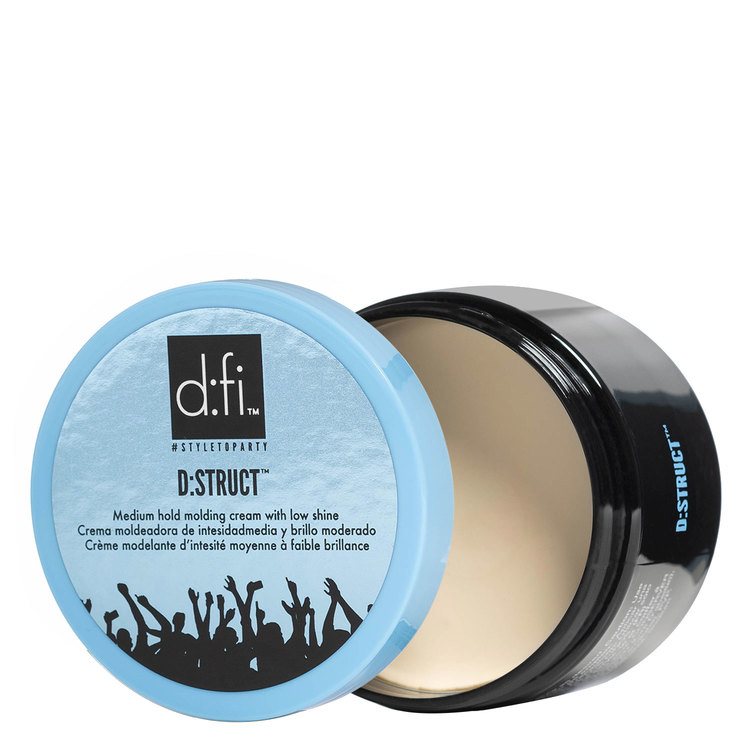 d:fi™
#STYLETOPARTY
D:STRUCT™
Medium hold molding cream with low shine
Crema moldeadora de intesidadmedia y brillo moderado
Crème modelante d'intesité moyenne à faible brillance
D:STRUCT™